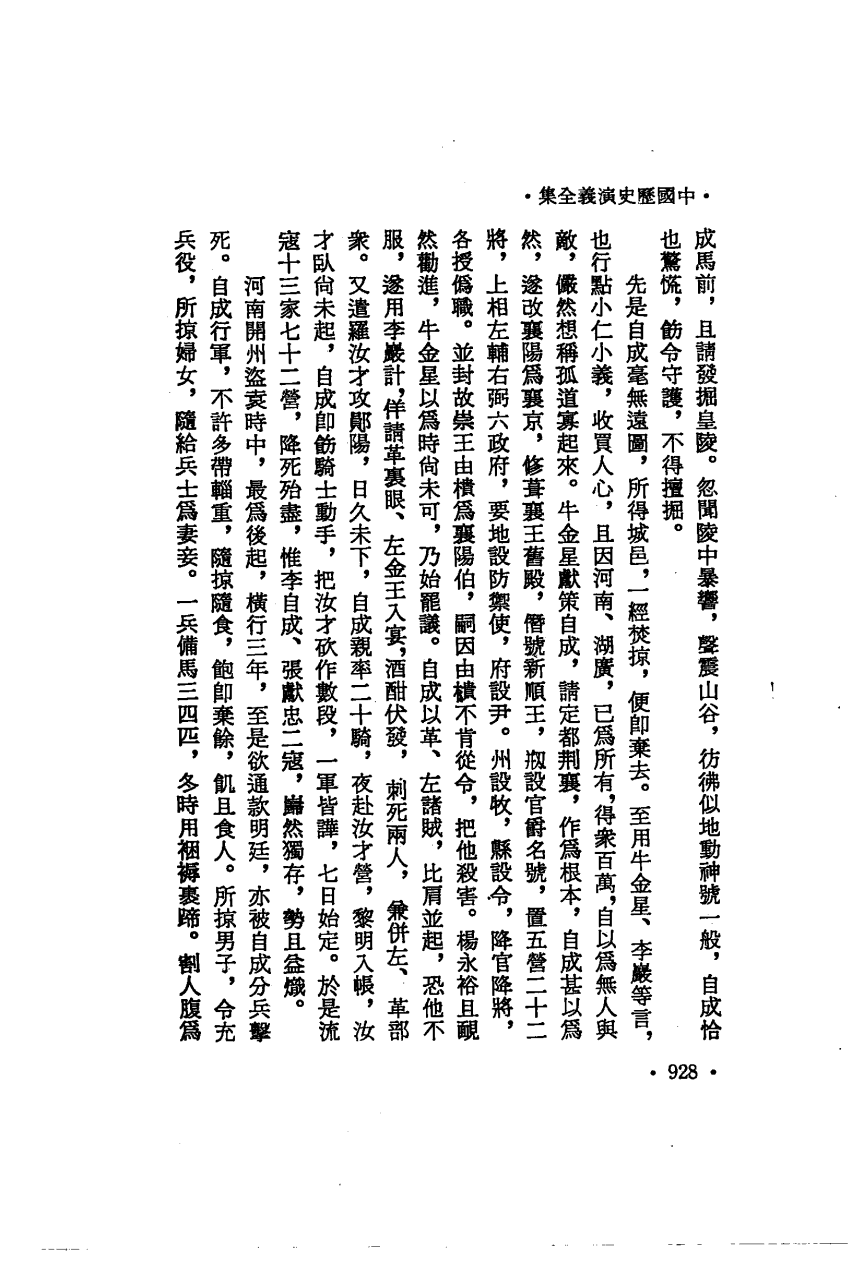 •中國歷史演義全集•
成馬前，且請發掘皇陵。忽聞陵中暴響，聲震山谷，彷彿似地動神號一般，自成恰
也驚慌，飭令守護，不得擅掘。
先是自成毫無遠圖，所得城邑，一經焚掠，便卽棄去。至用牛金星、李巖等言，
也行點小仁小義，收買人心，且因河南、湖廣，已爲所有，得衆百萬，自以爲無人與
敵，儼然想稱孤道寡起來。牛金星獻策自成，請定都荆襄，作爲根本，自成甚以爲
然，遂改襄陽爲襄京，修葺襄王舊殿，僭號新順王，刱設官爵名號，置五營二十二
將，上相左輔右弼六政府，要地設防禦使，府設尹。州設牧，縣設令，降官降將，
各授僞職。並封故崇王由樻爲襄陽伯，嗣因由樻不肯從令，把他殺害。楊永裕且靦
然勸進，牛金星以爲時尙未可，乃始罷議。自成以革、左諸賊，比肩並起，恐他不
服，遂用李巖計，佯請革裏眼、左金王入宴，酒酣伏發，刺死兩人，兼併左、革部
衆。又遣羅汝才攻鄖陽，日久未下，自成親率二十騎，夜赴汝才營，黎明入帳，汝
才臥尙未起，自成卽飭騎士動手，把汝才砍作數段，一軍皆譁，七日始定。於是流
寇十三家七十二營，降死殆盡，惟李自成、張獻忠二寇，巋然獨存，勢且益熾。
河南開州盜袁時中，最爲後起，橫行三年，至是欲通款明廷，亦被自成分兵擊
死。自成行軍，不許多帶輜重，隨掠隨食，飽卽棄餘，飢且食人。所掠男子，令充
兵役，所掠婦女，隨給兵士爲妻妾。一兵備馬三四匹，冬時用裀褥裹蹄。割人腹爲
•928•